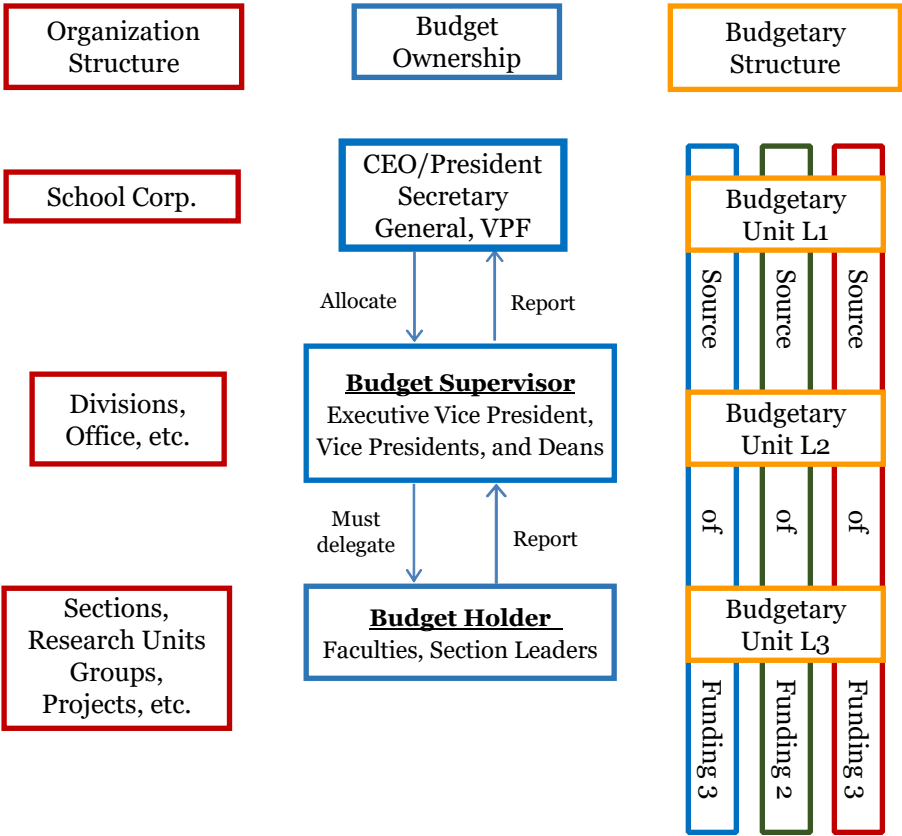 Organization
Structure
Budget
Ownership
Budgetary
Structure
School Corp.
CEO/President
Secretary
General, VPF
Budgetary
Unit L1
Allocate
Report
Divisions,
Office, etc.
Budget Supervisor
Executive Vice President,
Vice Presidents, and Deans
Budgetary
Unit L2
Must
delegate
Report
Sections,
Research Units
Groups,
Projects, etc.
Budget Holder
Faculties, Section Leaders
Budgetary
Unit L3
Source of Funding 3
Source of Funding 2
Source of Funding 3